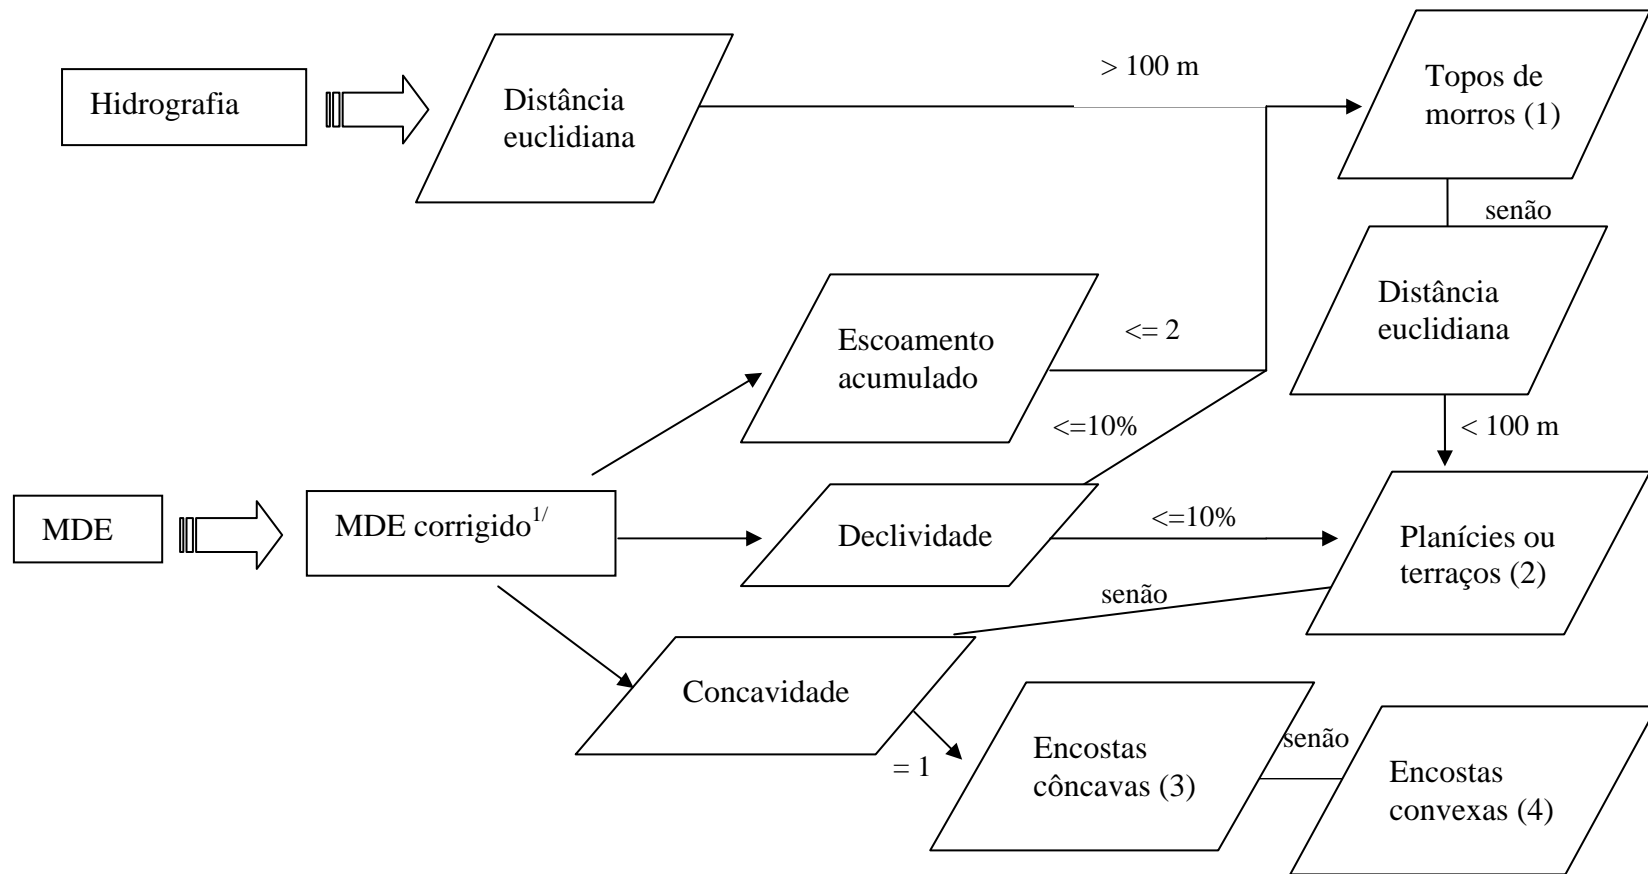 Hidrografia
Distância
euclidiana
> 100 m
Topos de
morros (1)
senão
Distância
euclidiana
< 100 m
Escoamento
acumulado
<= 2
<=10%
MDE
MDE corrigido1/
Declividade
<=10%
Planícies ou
terraços (2)
senão
Concavidade
= 1
Encostas
côncavas (3)
senão
Encostas
convexas (4)